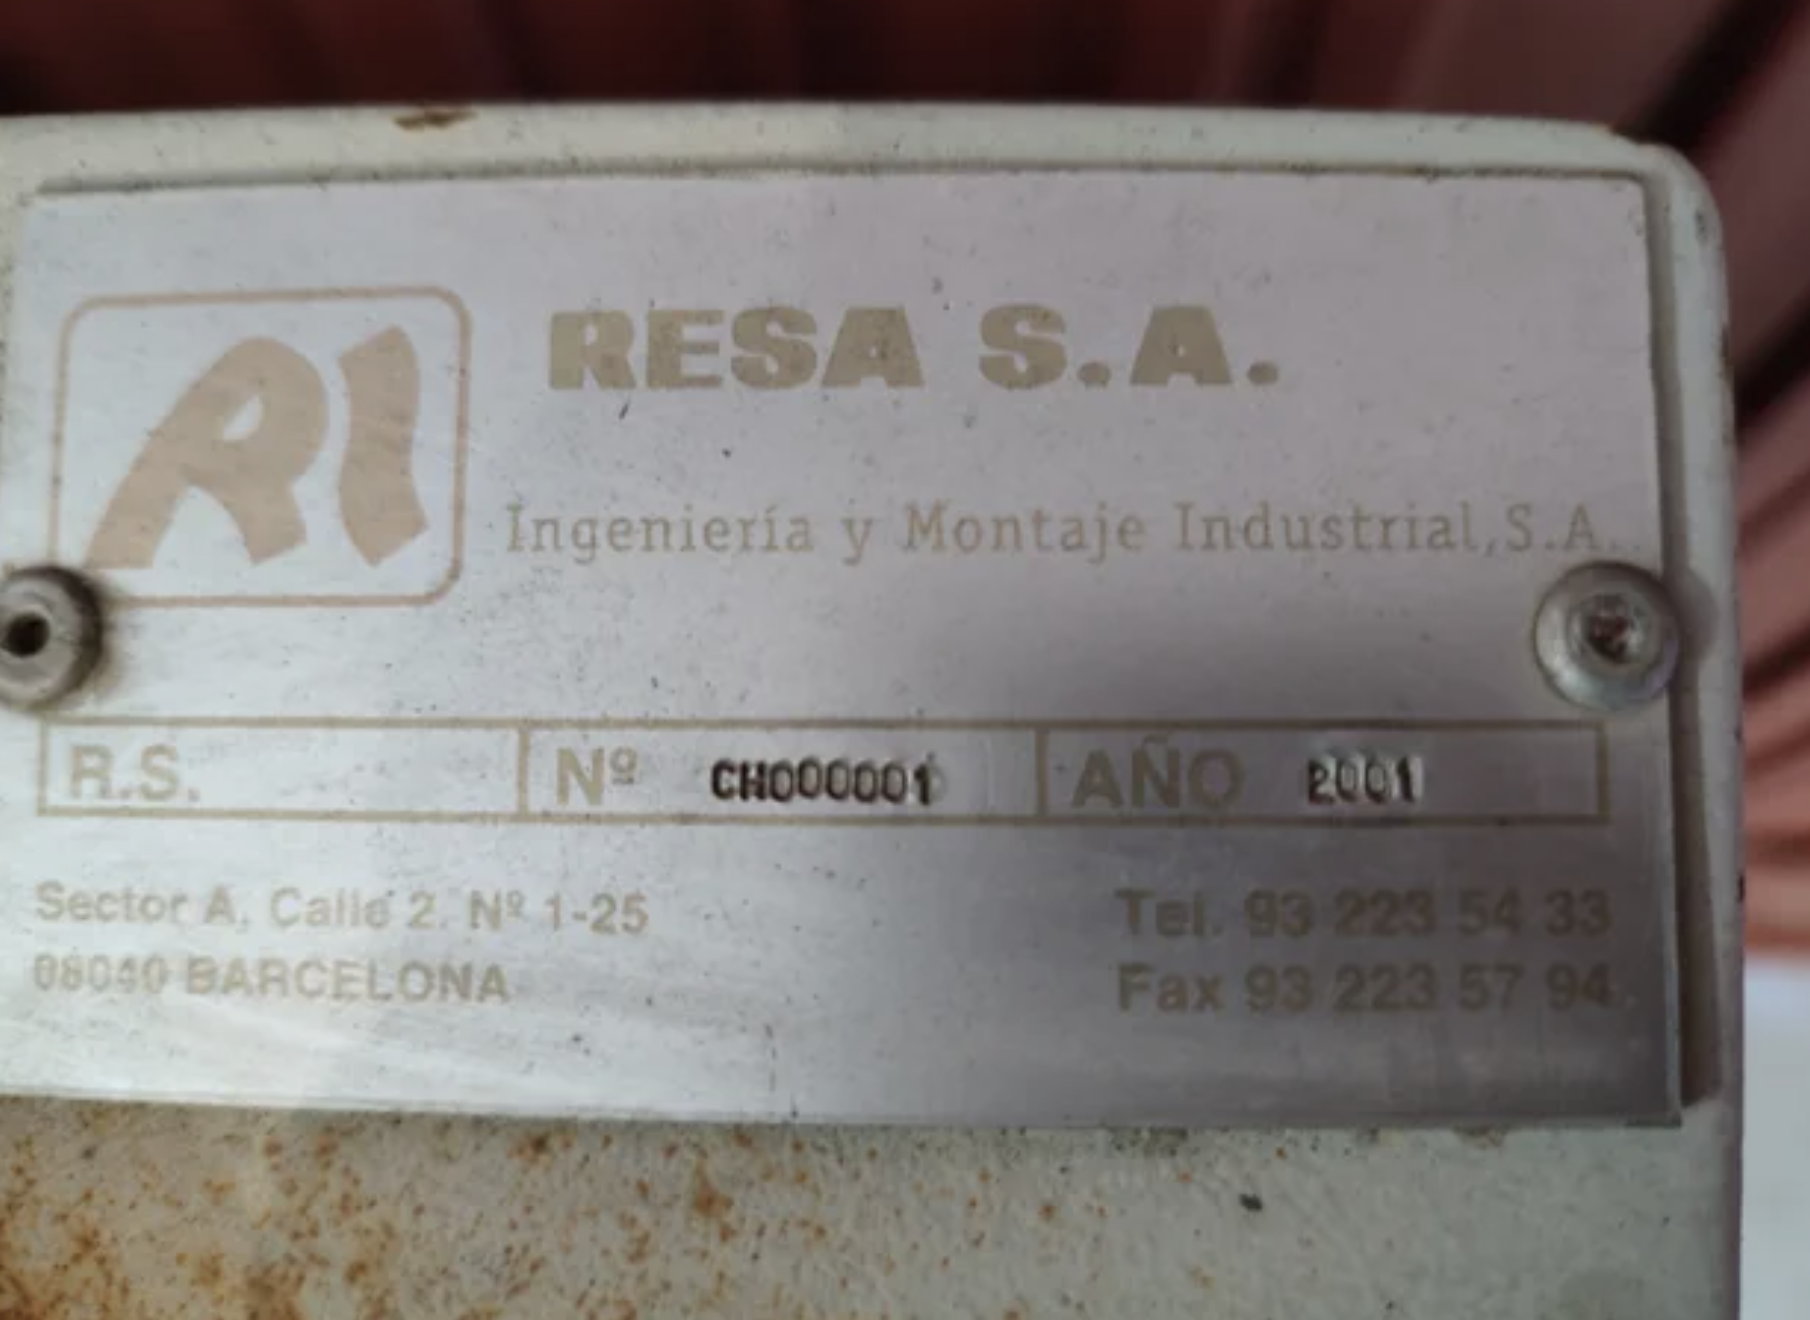 RI
RESA S.A.
Ingeniería y Montaje Industrial,S.A.
R.S. Nº CH000001 AÑO 2001
Sector A, Calle 2. Nº 1-25
08040 BARCELONA
Tel. 93 223 54 33
Fax 93 223 57 94